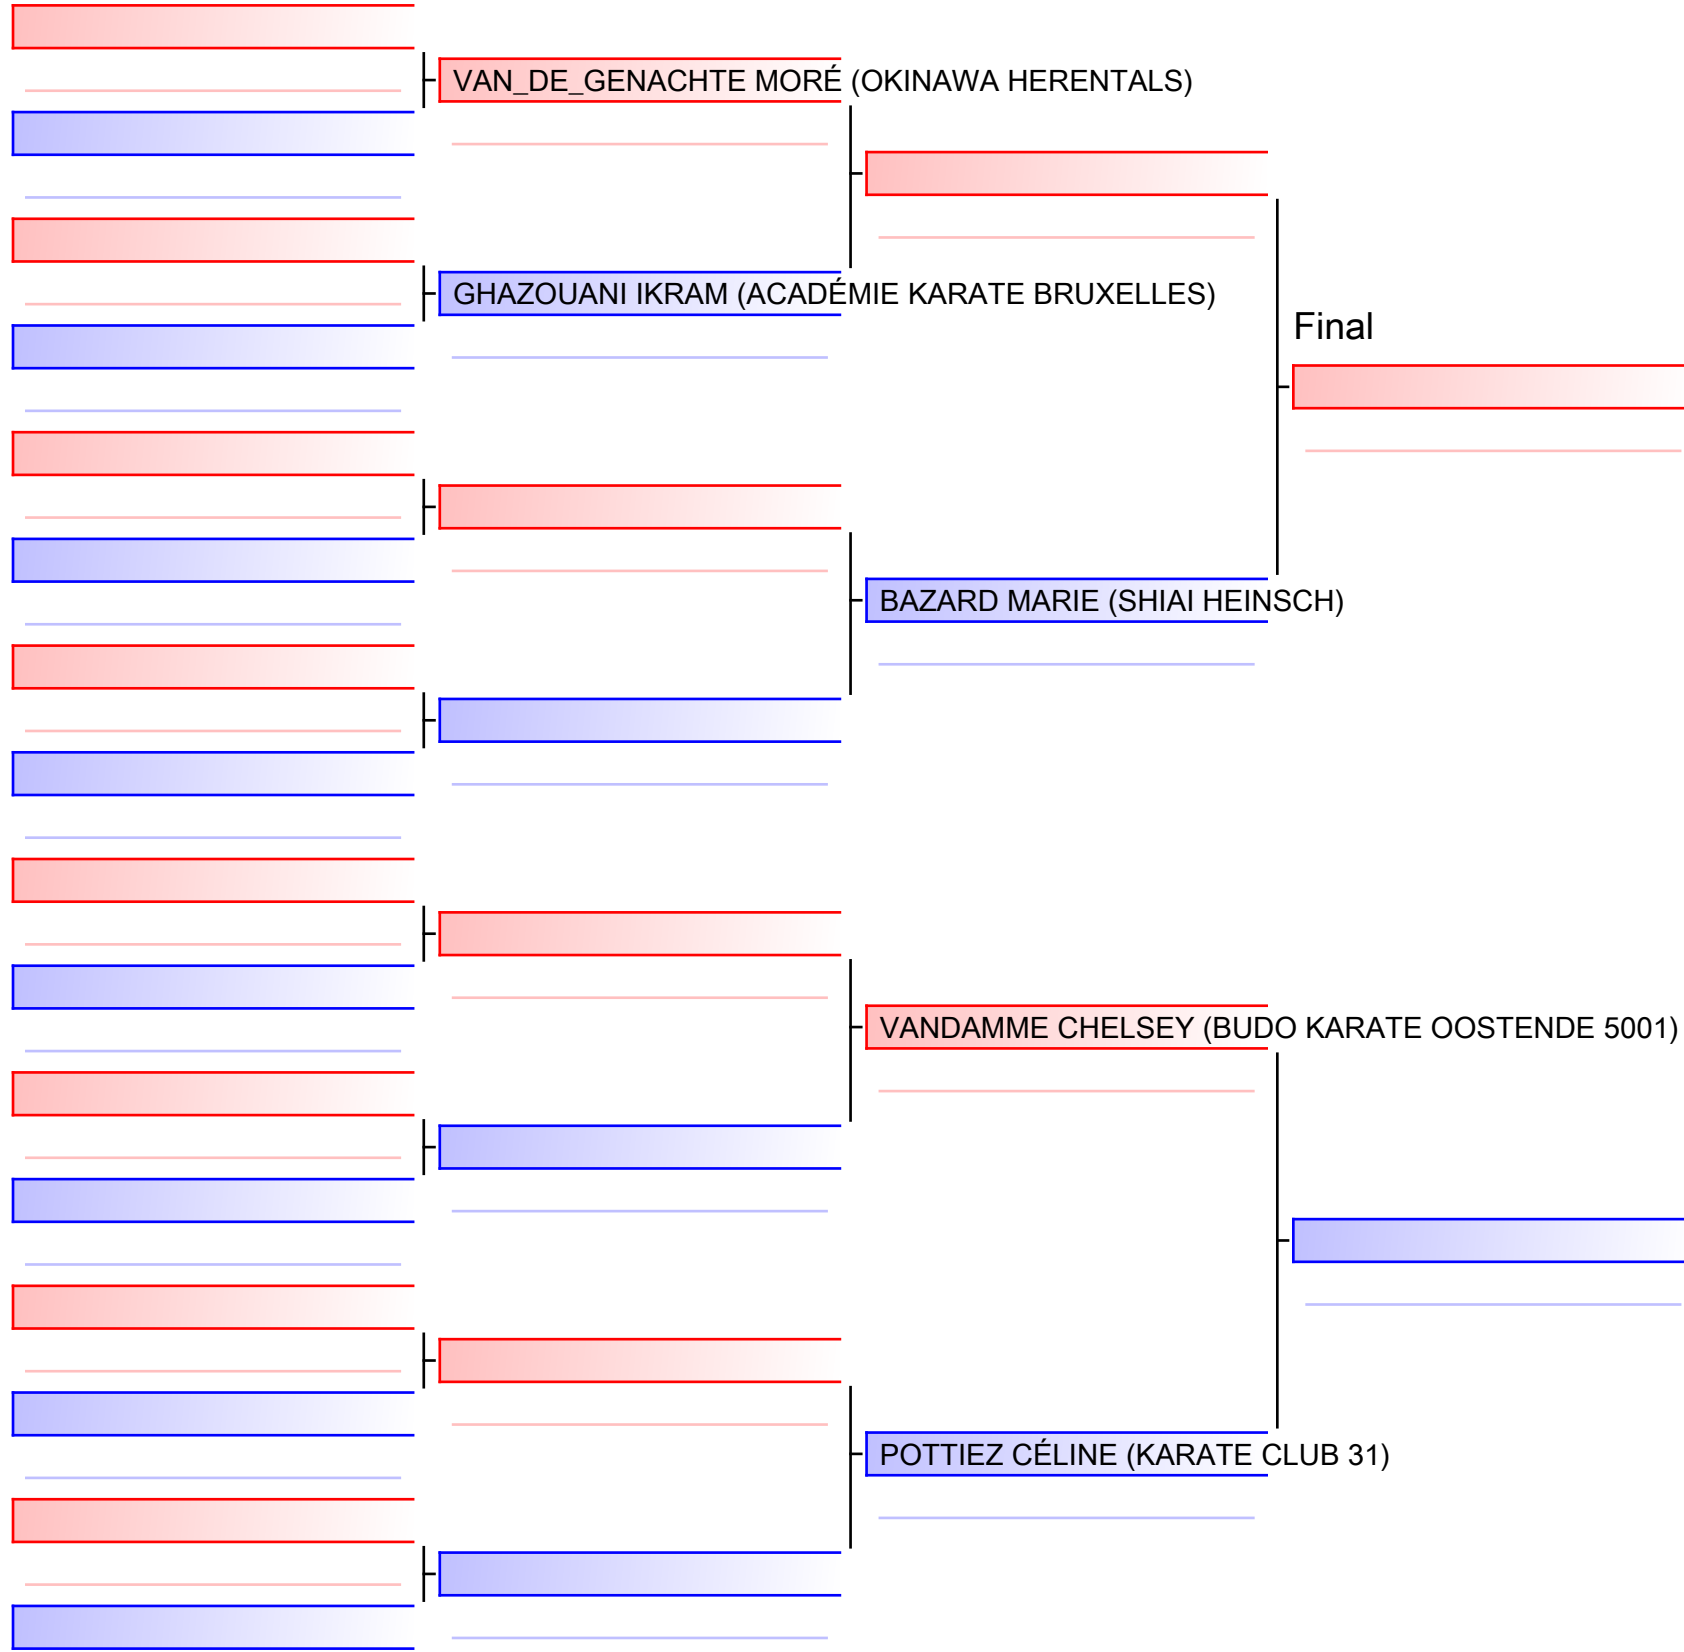 VAN_DE_GENACHTE MORÉ (OKINAWA HERENTALS)
GHAZOUANI IKRAM (ACADÉMIE KARATE BRUXELLES)
Final
BAZARD MARIE (SHIAI HEINSCH)
VANDAMME CHELSEY (BUDO KARATE OOSTENDE 5001)
POTTIEZ CÉLINE (KARATE CLUB 31)